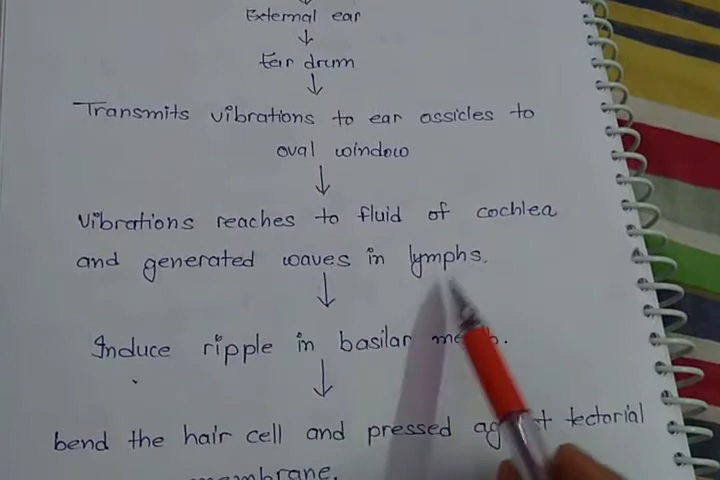 External ear
Ear drum
Transmits vibrations to ear ossicles to
oval window
Vibrations reaches to fluid of cochlea
and generated waves in lymphs.
Induce ripple in basilar
bend the hair cell and pressed tectorial
membrane.